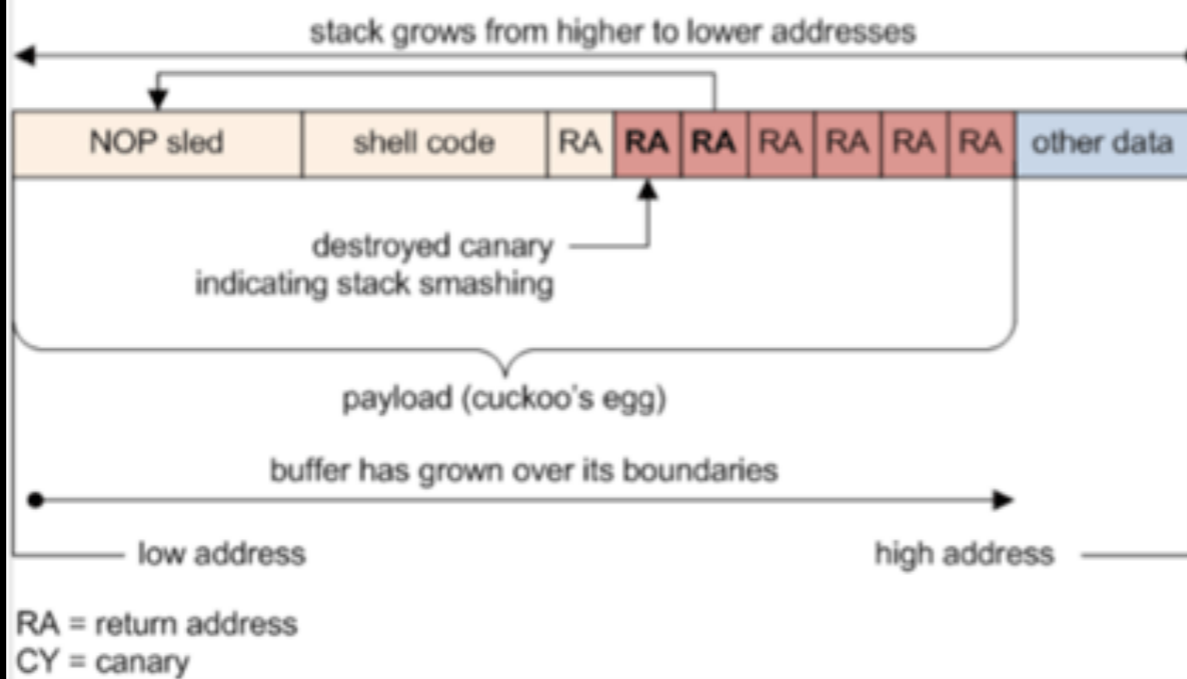 stack grows from higher to lower addresses
NOP sled shell code RA RA RA RA RA RA RA other data
destroyed canary
indicating stack smashing
payload (cuckoo's egg)
buffer has grown over its boundaries
low address high address
RA = return address
CY = canary